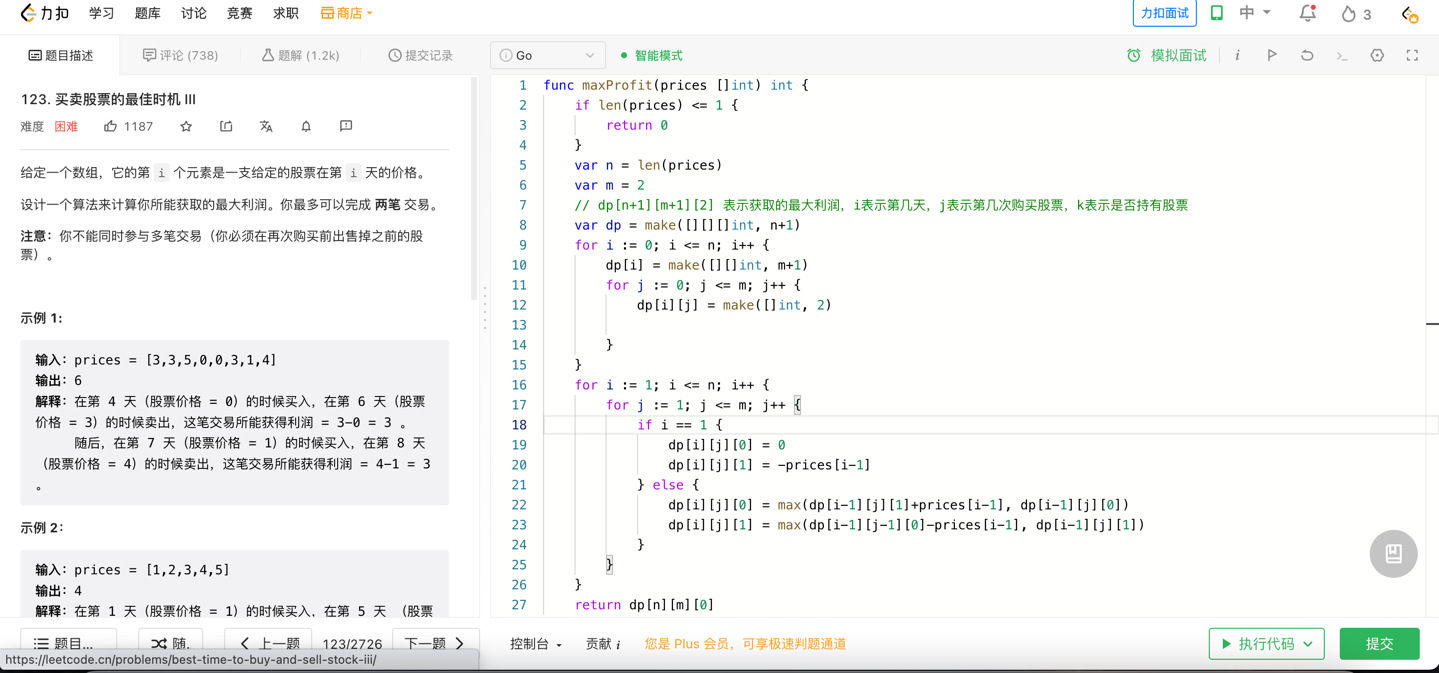 力扣 学习 题库 讨论 竞赛 求职 商店 力扣面试 中 3
题目描述 评论 (738) 题解 (1.2k) 提交记录 i Go 智能模式 模拟面试 i
123. 买卖股票的最佳时机 III
难度 困难 1187
给定一个数组，它的第 i 个元素是一支给定的股票在第 i 天的价格。
设计一个算法来计算你所能获取的最大利润。你最多可以完成 两笔 交易。
注意：你不能同时参与多笔交易（你必须在再次购买前出售掉之前的股
票）。
示例 1:
输入：prices = [3,3,5,0,0,3,1,4]
输出：6
解释：在第 4 天（股票价格 = 0）的时候买入，在第 6 天（股票
价格 = 3）的时候卖出，这笔交易所能获得利润 = 3-0 = 3 。
随后，在第 7 天（股票价格 = 1）的时候买入，在第 8 天
（股票价格 = 4）的时候卖出，这笔交易所能获得利润 = 4-1 = 3
。
示例 2：
输入：prices = [1,2,3,4,5]
输出：4
解释：在第 1 天（股票价格 = 1）的时候买入，在第 5 天 （股票
1 func maxProfit(prices []int) int {
2 if len(prices) <= 1 {
3 return 0
4 }
5 var n = len(prices)
6 var m = 2
7 // dp[n+1][m+1][2] 表示获取的最大利润，i表示第几天，j表示第几次购买股票，k表示是否持有股票
8 var dp = make([][][]int, n+1)
9 for i := 0; i <= n; i++ {
10 dp[i] = make([][]int, m+1)
11 for j := 0; j <= m; j++ {
12 dp[i][j] = make([]int, 2)
13
14 }
15 }
16 for i := 1; i <= n; i++ {
17 for j := 1; j <= m; j++ {
18 if i == 1 {
19 dp[i][j][0] = 0
20 dp[i][j][1] = -prices[i-1]
21 } else {
22 dp[i][j][0] = max(dp[i-1][j][1]+prices[i-1], dp[i-1][j][0])
23 dp[i][j][1] = max(dp[i-1][j-1][0]-prices[i-1], dp[i-1][j][1])
24 }
25 }
26 }
27 return dp[n][m][0]
题目... 随. 上一题 123/2726 下一题 控制台 贡献 i 您是 Plus 会员，可享极速判题通道 执行代码 提交
https://leetcode.cn/problems/best-time-to-buy-and-sell-stock-iii/